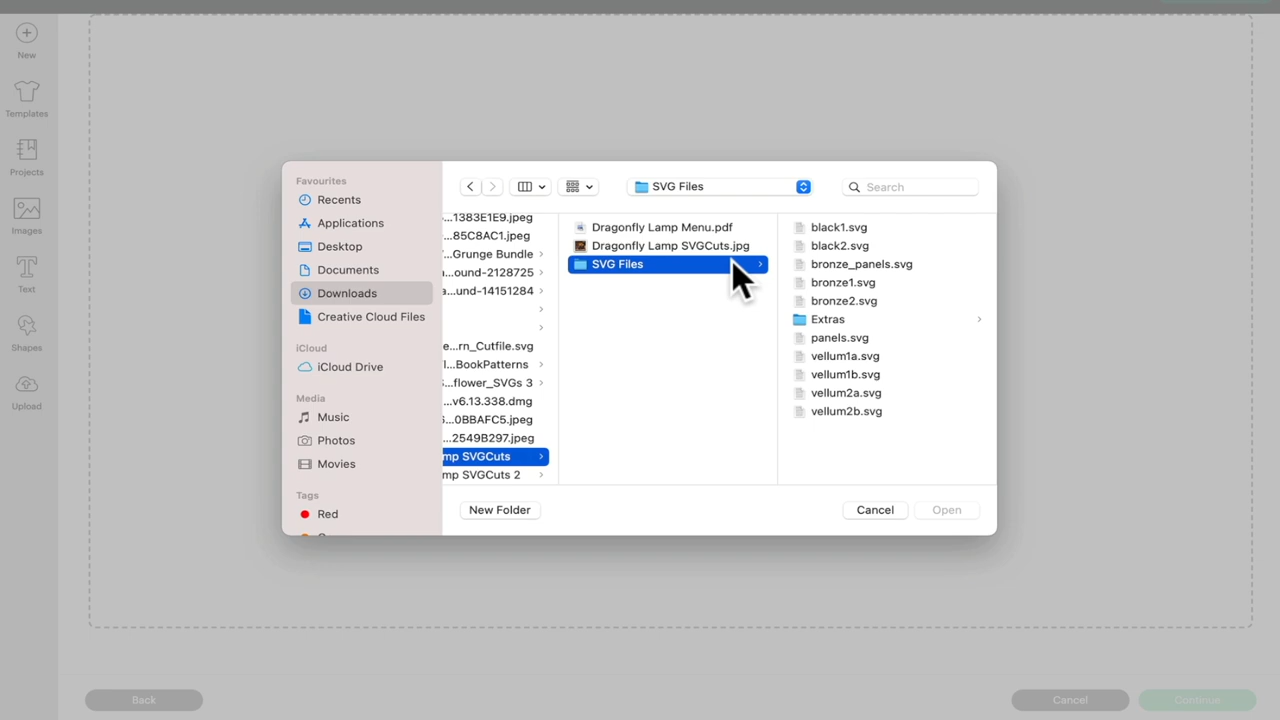 New
Templates
Projects
Images
Text
Shapes
Upload
Favourites
Recents
Applications
Desktop
Documents
Downloads
Creative Cloud Files
iCloud
iCloud Drive
Media
Music
Photos
Movies
Tags
Red
SVG Files
Search
...1383E1E9.jpeg
...85C8AC1.jpeg
...Grunge Bundle
...ound-2128725
a...und-14151284
e...rn_Cutfile.svg
...BookPatterns
...flower_SVGs 3
...v6.13.338.dmg
...0BBAFC5.jpeg
...2549B297.jpeg
mp SVGCuts
mp SVGCuts 2
Dragonfly Lamp Menu.pdf
Dragonfly Lamp SVGCuts.jpg
SVG Files
black1.svg
black2.svg
bronze_panels.svg
bronze1.svg
bronze2.svg
Extras
panels.svg
vellum1a.svg
vellum1b.svg
vellum2a.svg
vellum2b.svg
New Folder
Cancel
Open
Back
Cancel
Continue